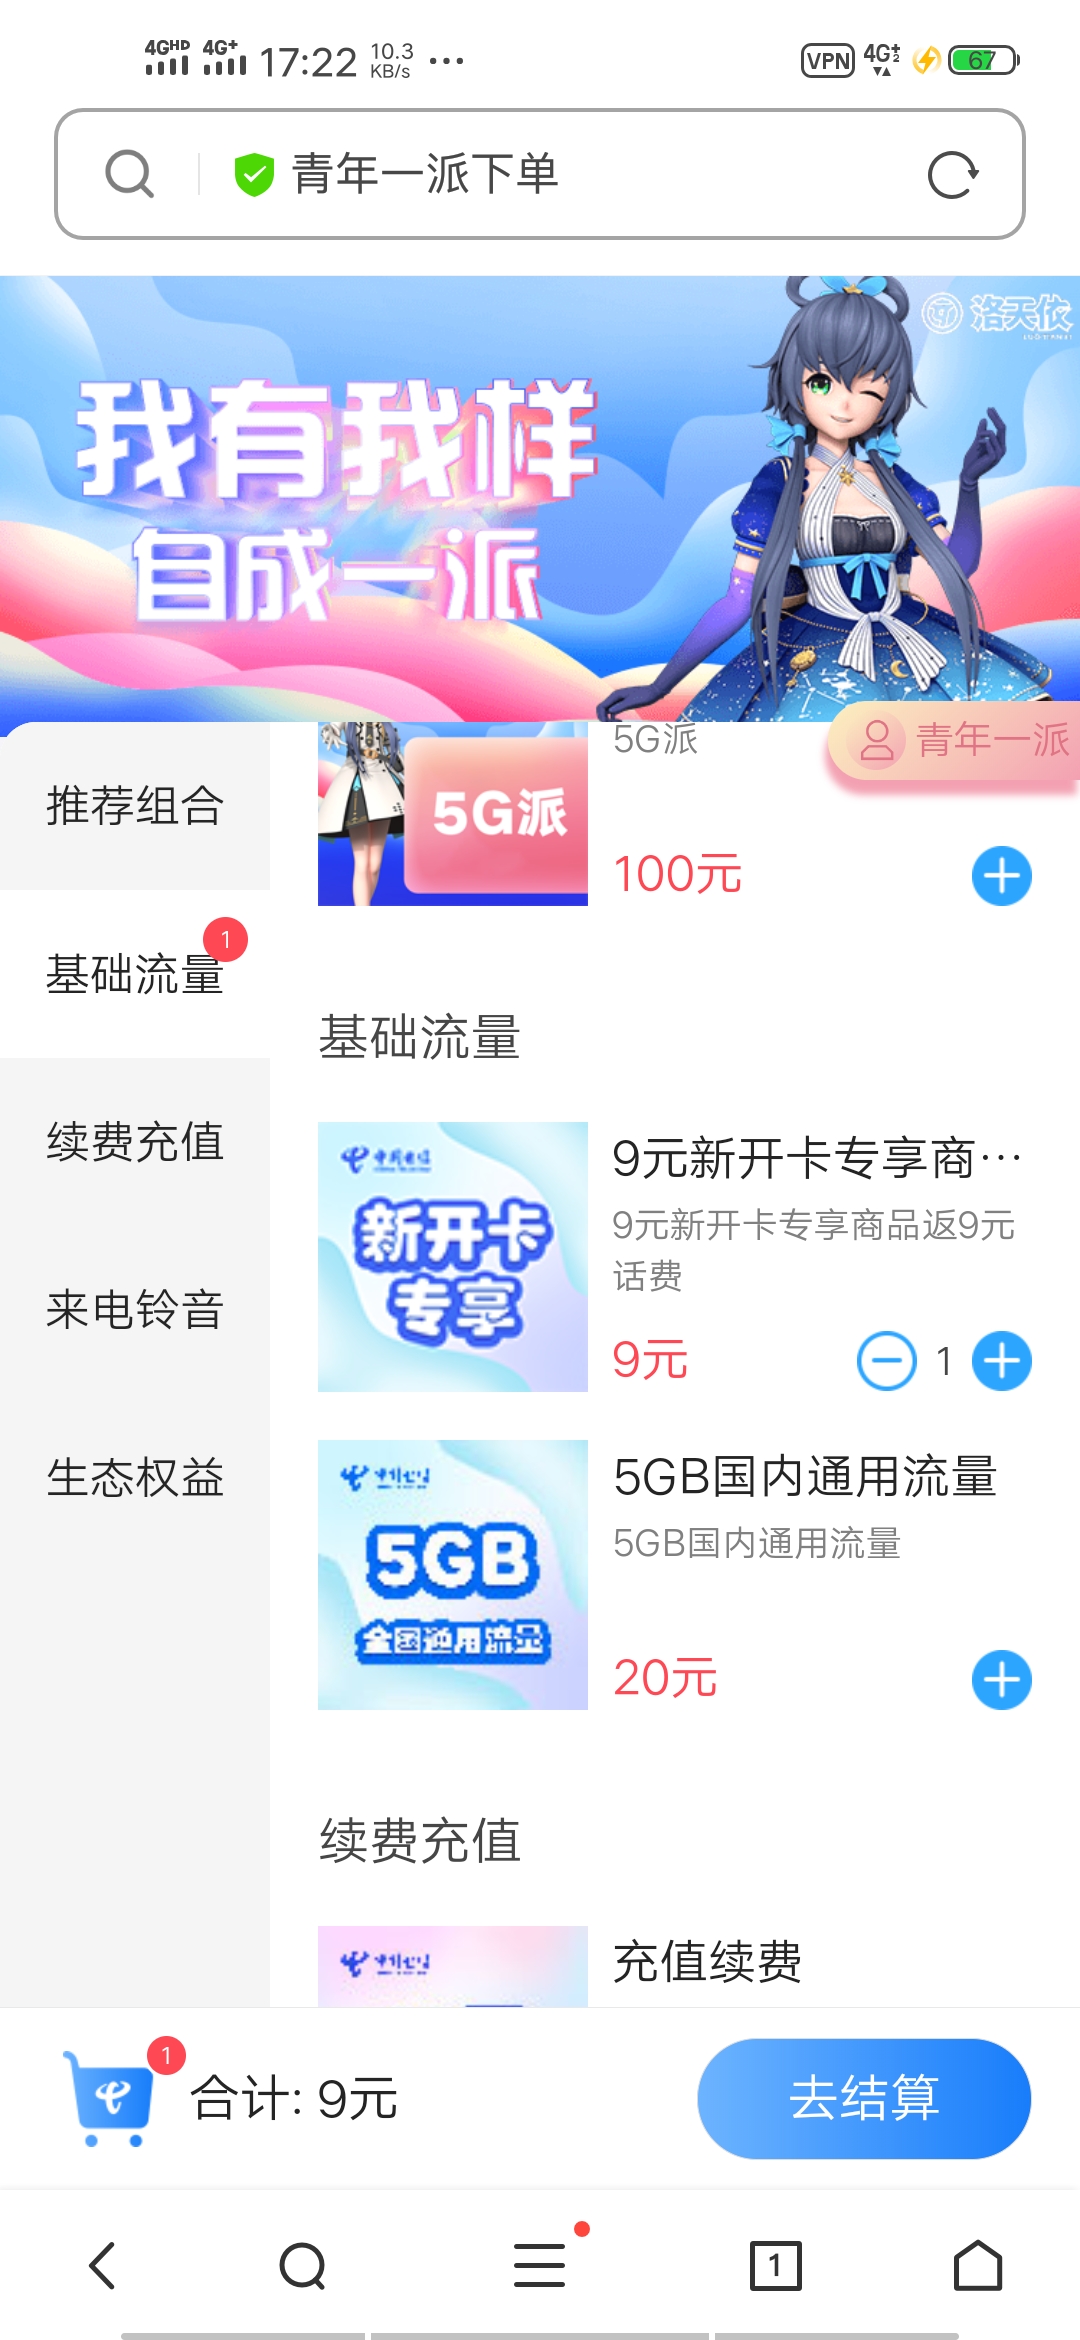 4GHD 4G+ 17:22 10.3 KB/s ...
VPN 4G+2 67
青年一派下单
洛天依
我有我样
自成一派
推荐组合
5G派
5G派
青年一派
100元
基础流量
1
基础流量
续费充值
来电铃音
生态权益
中国电信
新开卡
专享
9元新开卡专享商…
9元新开卡专享商品返9元
话费
9元
1
中国电信
5GB
全国通用流量
5GB国内通用流量
5GB国内通用流量
20元
续费充值
中国电信
充值续费
1
合计: 9元
去结算
1